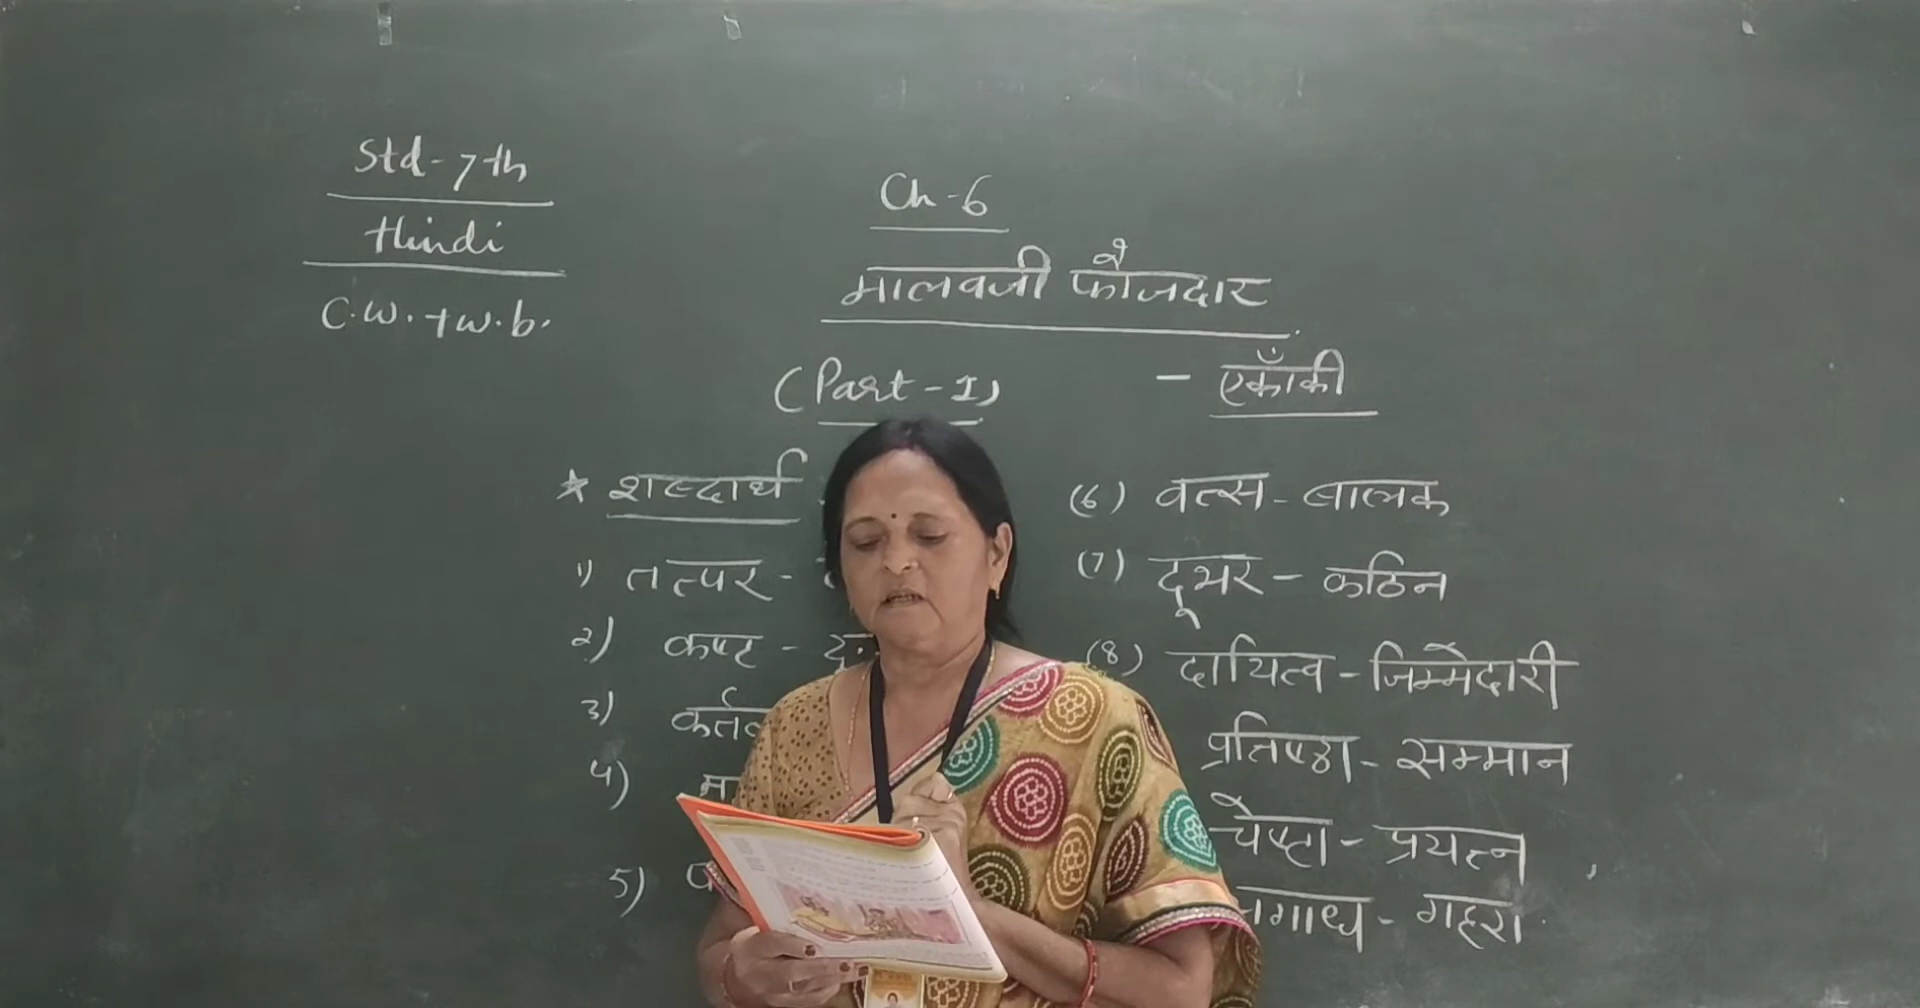 Std - 7th
Hindi
C.W. + W.b.
Ch - 6
मालवजी फौजदार
(Part - I)
- एकाँकी
* शब्दार्थ
1) तत्पर -
2) कष्ट -
3)
4)
5)
(6) वत्स - बालक
(7) दूभर - कठिन
(8) दायित्व - जिम्मेदारी
प्रतिष्ठा - सम्मान
चेष्टा - प्रयत्न
- गहरा